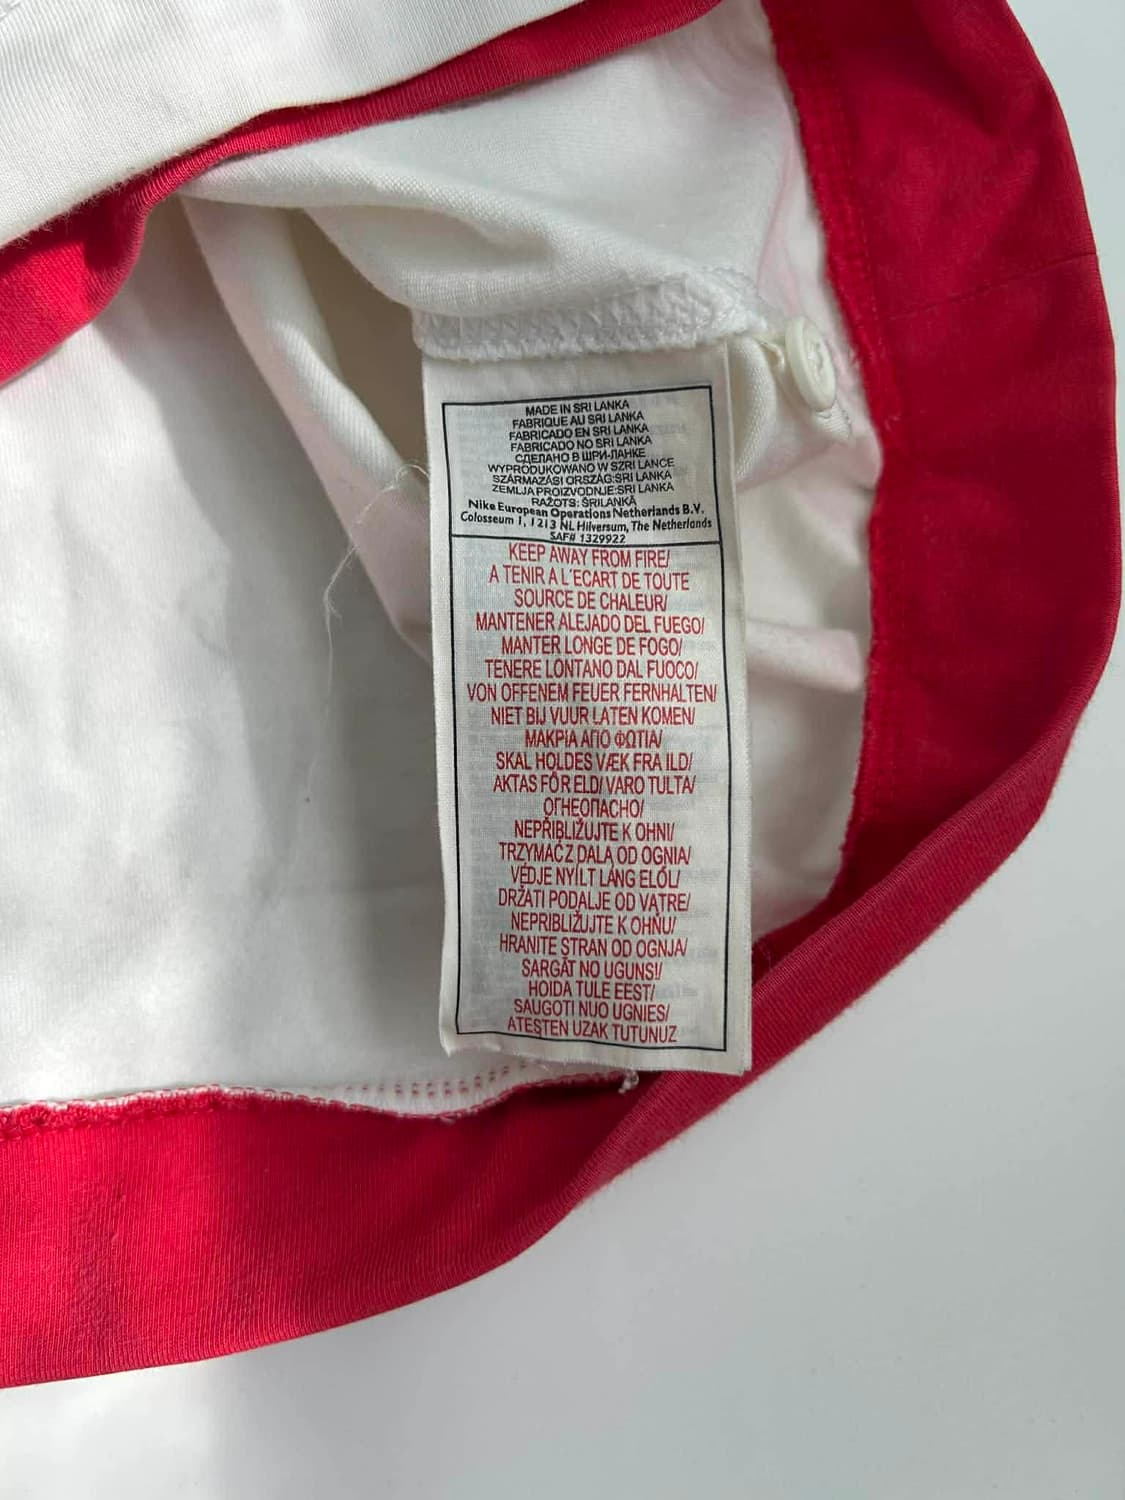 MADE IN SRI LANKA
FABRIQUE AU SRI LANKA
FABRICADO EN SRI LANKA
FABRICADO NO SRI LANKA
СДЕЛАНО В ШРИ-ЛАНКЕ
WYPRODUKOWANO W SZRI LANCE
SZÁRMAZÁSI ORSZÁG:SRI LANKA
ZEMLJA PROIZVODNJE:SRI LANKA
RAŽOTS: ŠRILANKĀ
Nike European Operations Netherlands B.V.
Colosseum 1, 1213 NL Hilversum, The Netherlands
SAF# 1329922
KEEP AWAY FROM FIRE/
A TENIR A L'ECART DE TOUTE
SOURCE DE CHALEUR/
MANTENER ALEJADO DEL FUEGO/
MANTER LONGE DE FOGO/
TENERE LONTANO DAL FUOCO/
VON OFFENEM FEUER FERNHALTEN/
NIET BIJ VUUR LATEN KOMEN/
ΜΑΚΡΙΑ ΑΠΟ ΦΩΤΙΑ/
SKAL HOLDES VÆK FRA ILD/
AKTAS FÖR ELD/ VARO TULTA/
ОГНЕОПАСНО/
NEPŘIBLIŽUJTE K OHNI/
TRZYMAĆ Z DALĄ OD OGNIA/
VÉDJE NYÍLT LÁNG ELŐL/
DRŽATI PODALJE OD VATRE/
NEPRIBLIŽUJTE K OHŇU/
HRANITE STRAN OD OGNJA/
SARGĀT NO UGUNS!/
HOIDA TULE EEST/
SAUGOTI NUO UGNIES/
ATEŞTEN UZAK TUTUNUZ